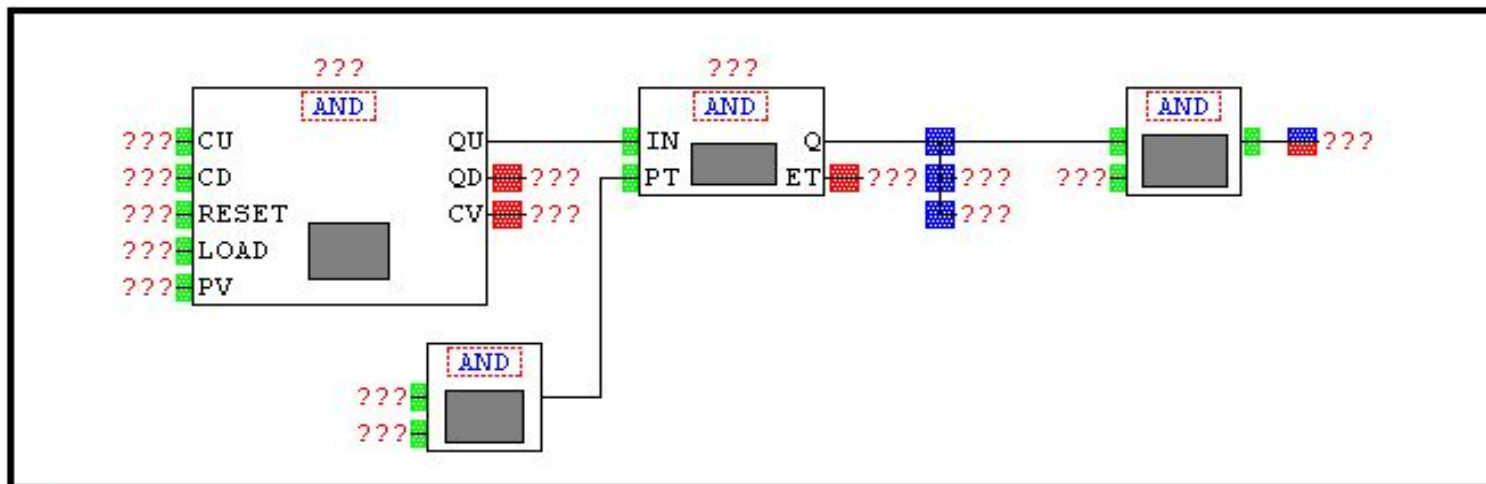 ??? ???
AND AND AND
??? CU QU IN Q ???
??? CD QD ??? PT ET ??? ??? ???
??? RESET CV ??? ???
??? LOAD
??? PV
AND
???
???